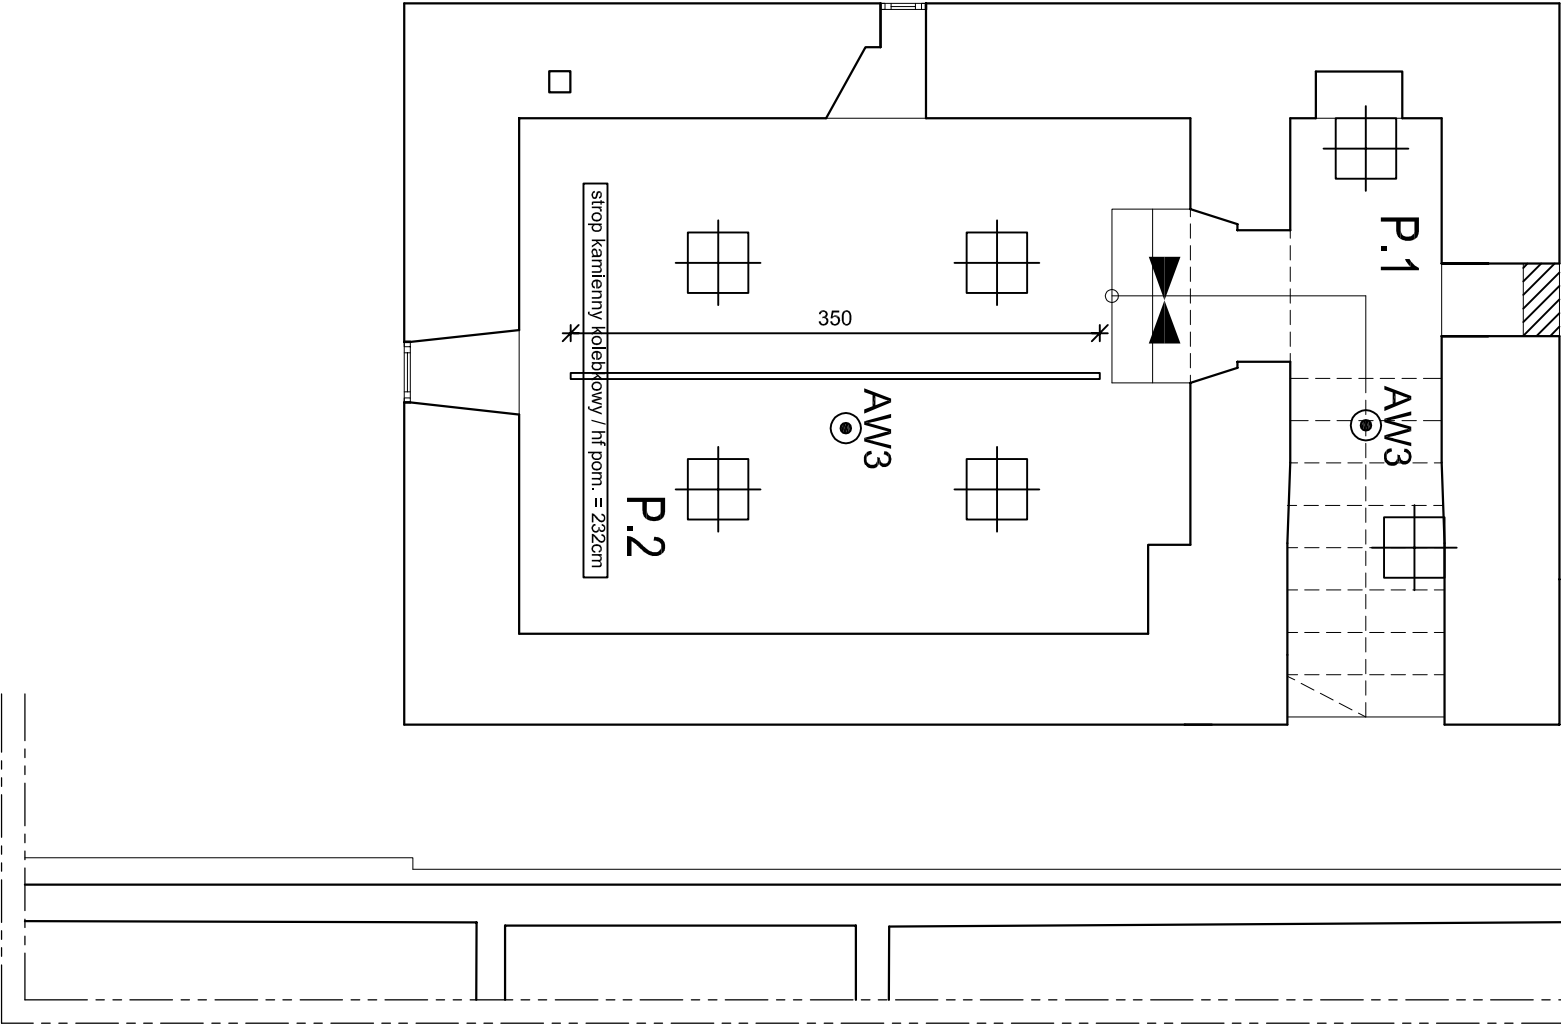 P.1
350
AW3
AW3
strop kamienny kolebkowy / hf pom. = 232cm
P.2